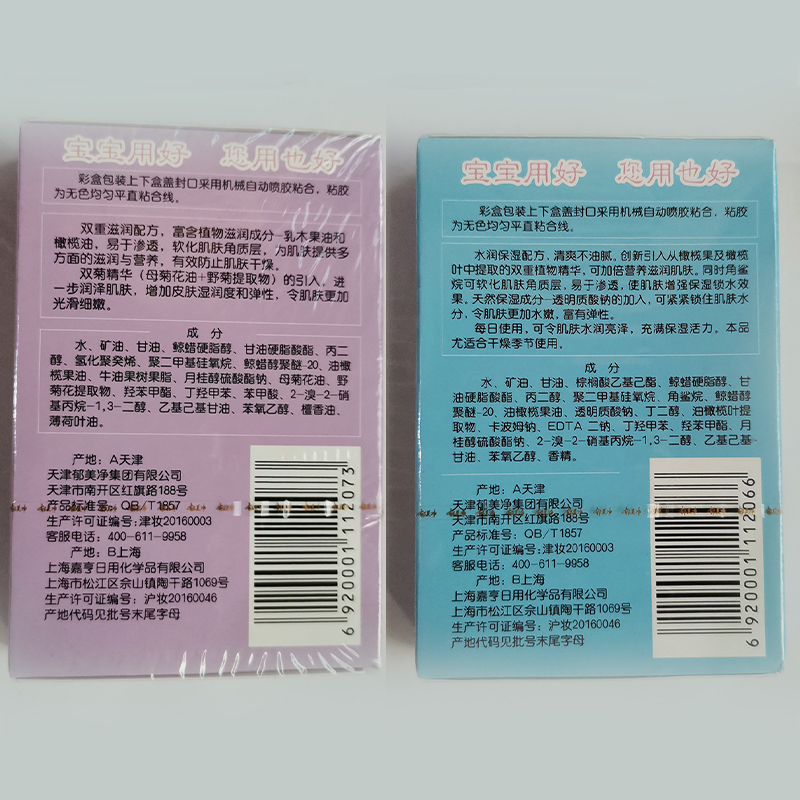 宝宝用好 您用也好
彩盒包装上下盒盖封口采用机械自动喷胶粘合，粘胶
为无色均匀平直粘合线。
双重滋润配方，富含植物滋润成分—乳木果油和
橄榄油，易于渗透，软化肌肤角质层，为肌肤提供多
方面的滋润与营养，有效防止肌肤干燥。
双菊精华（母菊花油+野菊提取物）的引入，进
一步润泽肌肤，增加皮肤湿润度和弹性，令肌肤更加
光滑细嫩。
成 分
水、矿油、甘油、鲸蜡硬脂醇、甘油硬脂酸酯、丙二
醇、氢化聚癸烯、聚二甲基硅氧烷、鲸蜡醇聚醚-20、油橄
榄果油、牛油果树果脂、月桂醇硫酸酯钠、母菊花油、野
菊花提取物、羟苯甲酯、丁羟甲苯、苯甲酸、2-溴-2-硝
基丙烷-1,3-二醇、乙基己基甘油、苯氧乙醇、檀香油、
薄荷叶油。
产地：A天津
天津郁美净集团有限公司
天津市南开区红旗路188号
产品标准号：QB/T1857
生产许可证编号：津妆20160003
客服电话：400-611-9958
产地：B上海
上海嘉亨日用化学品有限公司
上海市松江区佘山镇陶干路1069号
生产许可证编号：沪妆20160046
产地代码见批号末尾字母
6 920001 112073
宝宝用好 您用也好
彩盒包装上下盒盖封口采用机械自动喷胶粘合，粘胶
为无色均匀平直粘合线。
水润保湿配方，清爽不油腻，创新引入从橄榄果及橄榄
叶中提取的双重植物精华，可加倍营养滋润肌肤。同时角鲨
烷可软化肌肤角质层，易于渗透，使肌肤增强保湿锁水效
果，天然保湿成分—透明质酸钠的加入，可紧紧锁住肌肤水
分，令肌肤更加水嫩，富有弹性。
每日使用，可令肌肤水润亮泽，充满保湿活力。本品
尤适合干燥季节使用。
成 分
水、矿油、甘油、棕榈酸乙基己酯、鲸蜡硬脂醇、甘
油硬脂酸酯、丙二醇、聚二甲基硅氧烷、角鲨烷、鲸蜡醇
聚醚-20、油橄榄果油、透明质酸钠、丁二醇、油橄榄叶提
取物、卡波姆钠、EDTA 二钠、丁羟甲苯、羟苯甲酯、月
桂醇硫酸酯钠、2-溴-2-硝基丙烷-1,3-二醇、乙基己基
甘油、苯氧乙醇、香精。
产地：A天津
天津郁美净集团有限公司
天津市南开区红旗路188号
产品标准号：QB/T1857
生产许可证编号：津妆20160003
客服电话：400-611-9958
产地：B上海
上海嘉亨日用化学品有限公司
上海市松江区佘山镇陶干路1069号
生产许可证编号：沪妆20160046
产地代码见批号末尾字母
6 920001 112066